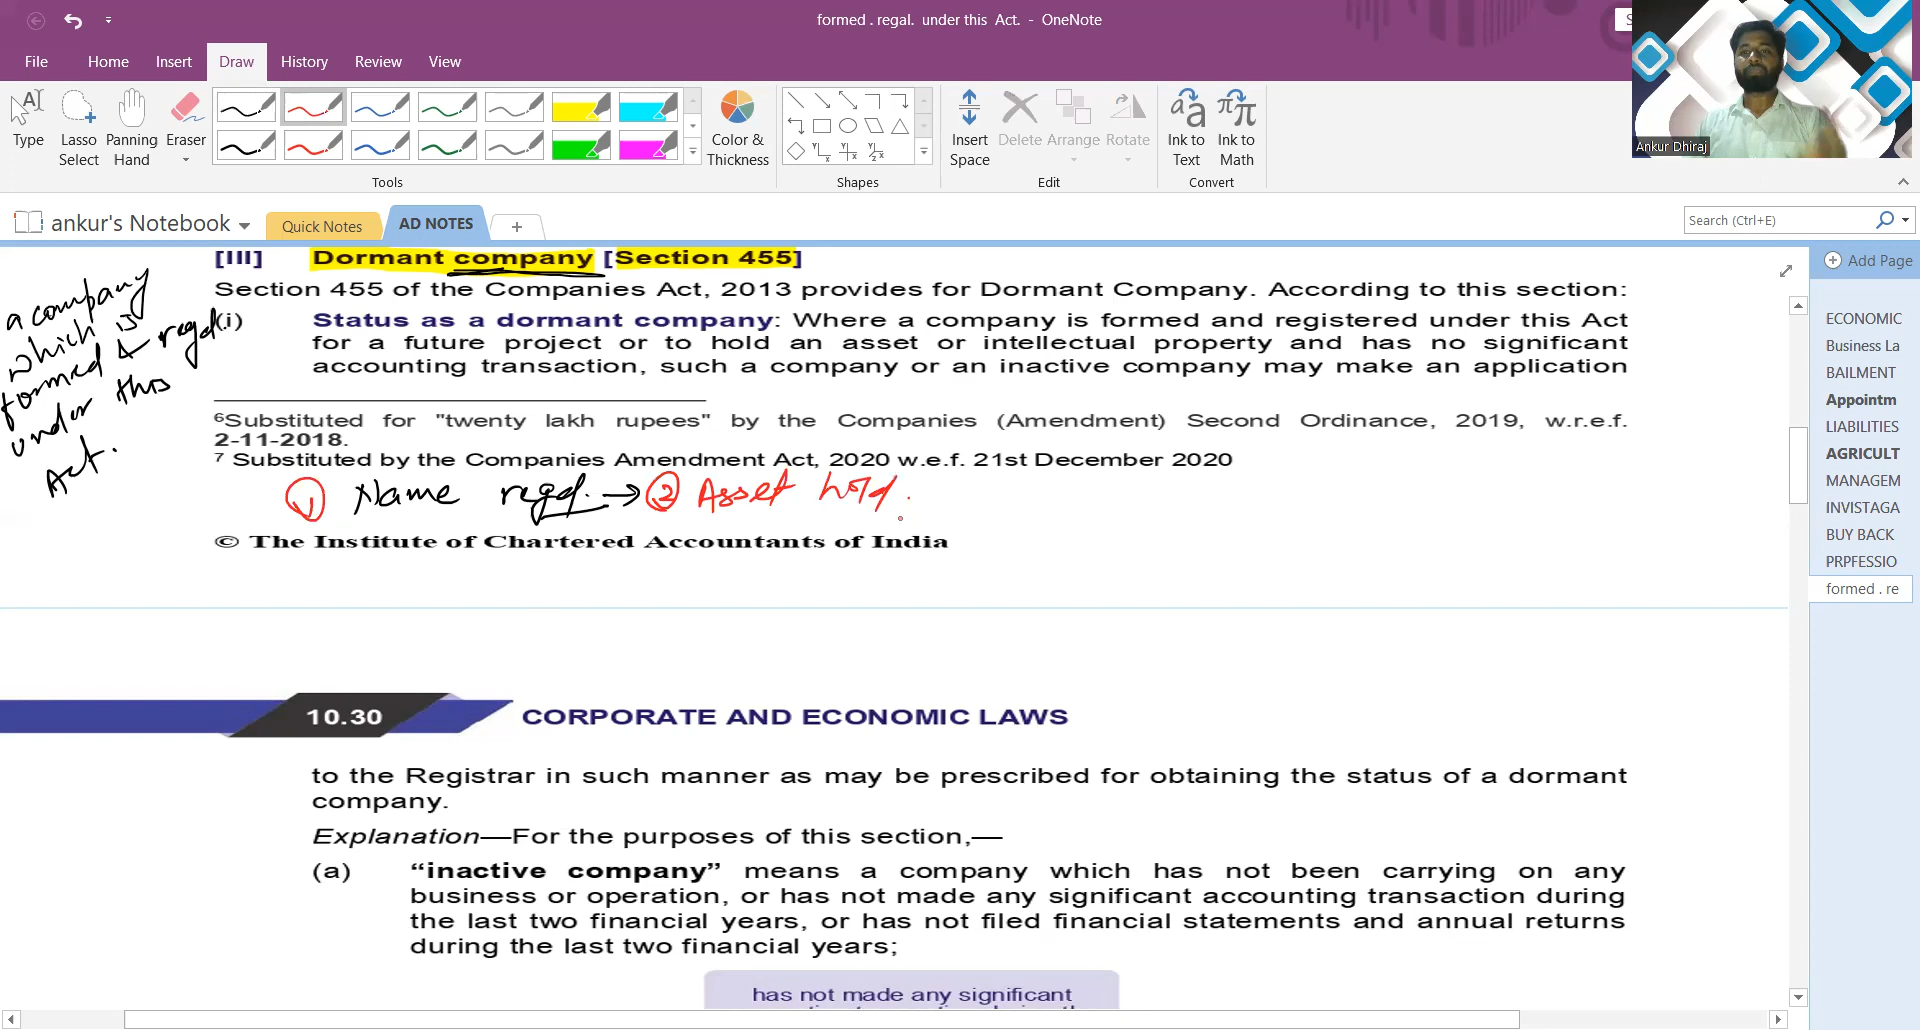 formed . regal. under this Act. - OneNote
S
File Home Insert Draw History Review View
Type
Lasso Select
Panning Hand
Eraser
Color & Thickness
Insert Space
Delete
Arrange
Rotate
Ink to Text
Ink to Math
Tools
Shapes
Edit
Convert
Ankur Dhiraj
ankur's Notebook
Quick Notes
AD NOTES
Search (Ctrl+E)
[III] Dormant company [Section 455]
Section 455 of the Companies Act, 2013 provides for Dormant Company. According to this section:
(i) Status as a dormant company: Where a company is formed and registered under this Act
for a future project or to hold an asset or intellectual property and has no significant
accounting transaction, such a company or an inactive company may make an application
a company
which is
formed & regd.
under this
Act.
6Substituted for "twenty lakh rupees" by the Companies (Amendment) Second Ordinance, 2019, w.r.e.f.
2-11-2018.
7 Substituted by the Companies Amendment Act, 2020 w.e.f. 21st December 2020
① Name regd. → ② Asset hold.
© The Institute of Chartered Accountants of India
10.30 CORPORATE AND ECONOMIC LAWS
to the Registrar in such manner as may be prescribed for obtaining the status of a dormant
company.
Explanation—For the purposes of this section,—
(a) “inactive company” means a company which has not been carrying on any
business or operation, or has not made any significant accounting transaction during
the last two financial years, or has not filed financial statements and annual returns
during the last two financial years;
has not made any significant
Add Page
ECONOMIC
Business La
BAILMENT
Appointm
LIABILITIES
AGRICULT
MANAGEM
INVISTAGA
BUY BACK
PRPFESSIO
formed . re